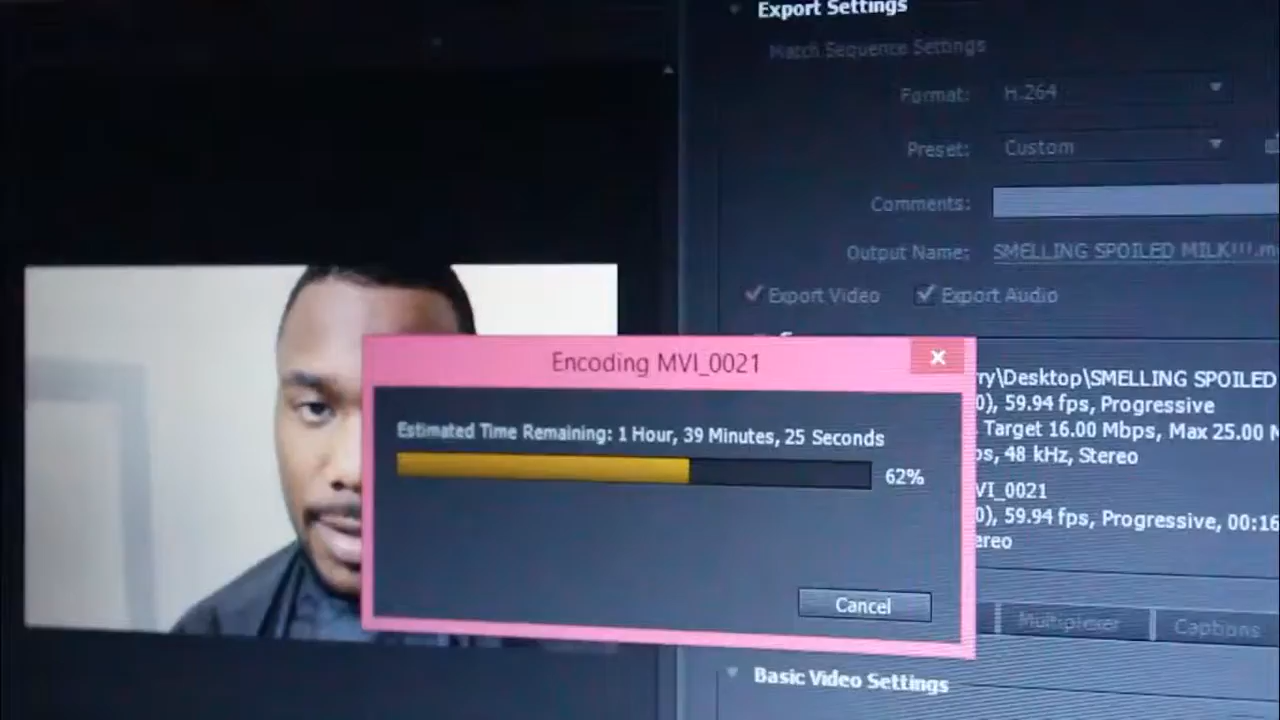 Export Settings
Match Sequence Settings
Format: H.264
Preset: Custom
Comments:
Output Name: SMELLING SPOILED MILK!!!.m
Export Video Export Audio
Encoding MVI_0021
ry\Desktop\SMELLING SPOILED
0), 59.94 fps, Progressive
Target 16.00 Mbps, Max 25.00 M
ps, 48 kHz, Stereo
VI_0021
0), 59.94 fps, Progressive, 00:16
ereo
Estimated Time Remaining: 1 Hour, 39 Minutes, 25 Seconds
62%
Cancel
Multiplexer Captions
Basic Video Settings